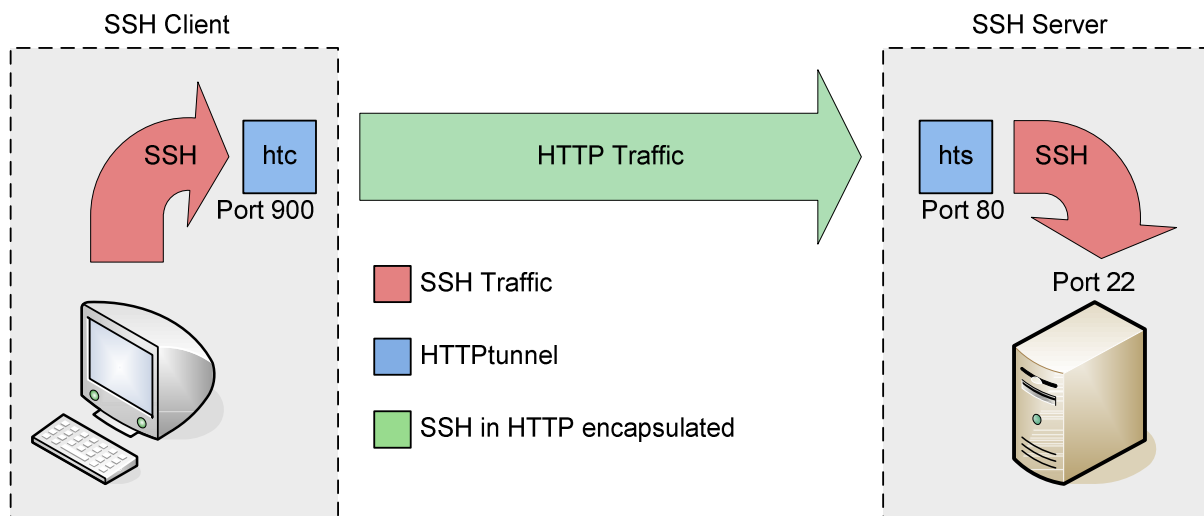 SSH Client
SSH Server
SSH
htc
Port 900
HTTP Traffic
hts
SSH
Port 80
Port 22
SSH Traffic
HTTPtunnel
SSH in HTTP encapsulated